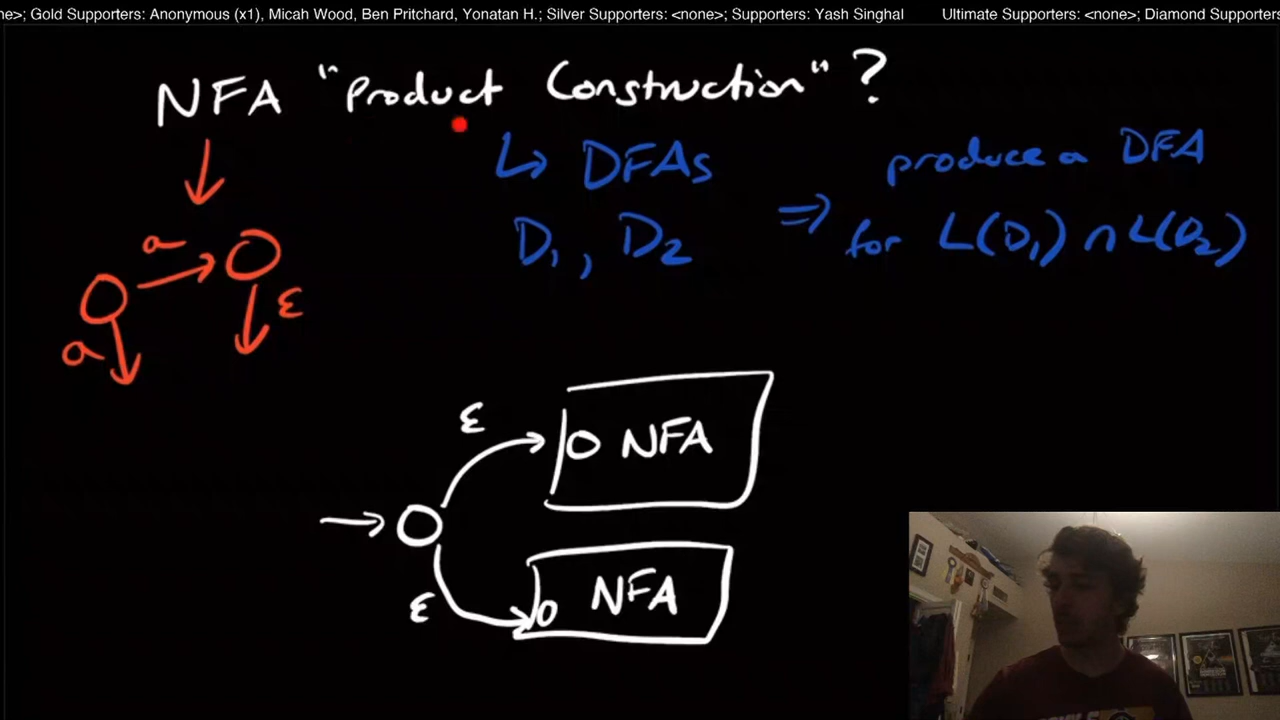 ne>; Gold Supporters: Anonymous (x1), Micah Wood, Ben Pritchard, Yonatan H.; Silver Supporters: <none>; Supporters: Yash Singhal Ultimate Supporters: <none>; Diamond Supporters
NFA "Product Construction" ?
↳ DFAs
produce a DFA
D₁, D₂ ⇒ for L(D₁) ∩ L(D₂)
a
ε
a
ε
NFA
ε
NFA